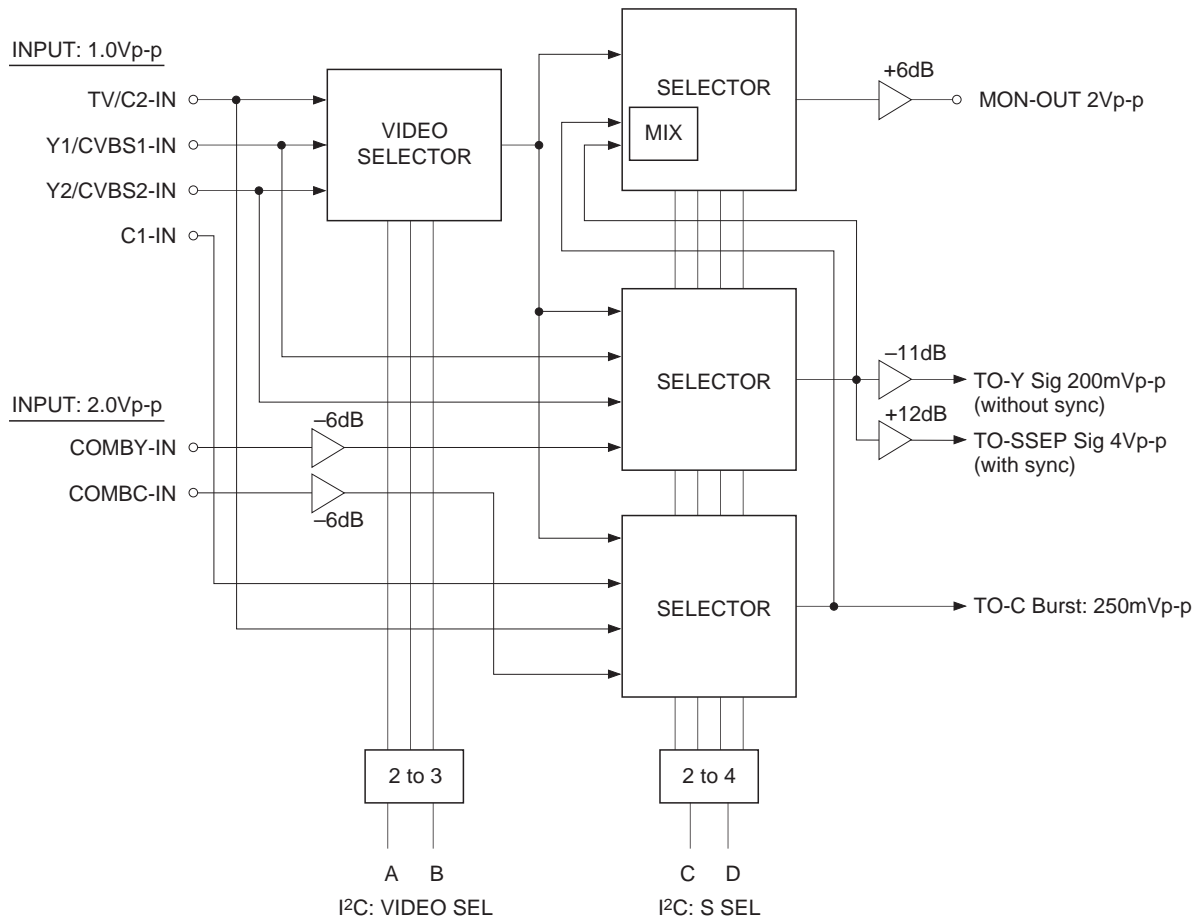 INPUT: 1.0Vp-p
TV/C2-IN
Y1/CVBS1-IN
Y2/CVBS2-IN
C1-IN
VIDEO
SELECTOR
SELECTOR
MIX
+6dB
MON-OUT 2Vp-p
INPUT: 2.0Vp-p
COMBY-IN
–6dB
COMBC-IN
–6dB
SELECTOR
–11dB
TO-Y Sig 200mVp-p
(without sync)
+12dB
TO-SSEP Sig 4Vp-p
(with sync)
SELECTOR
TO-C Burst: 250mVp-p
2 to 3
2 to 4
A B
C D
I²C: VIDEO SEL
I²C: S SEL